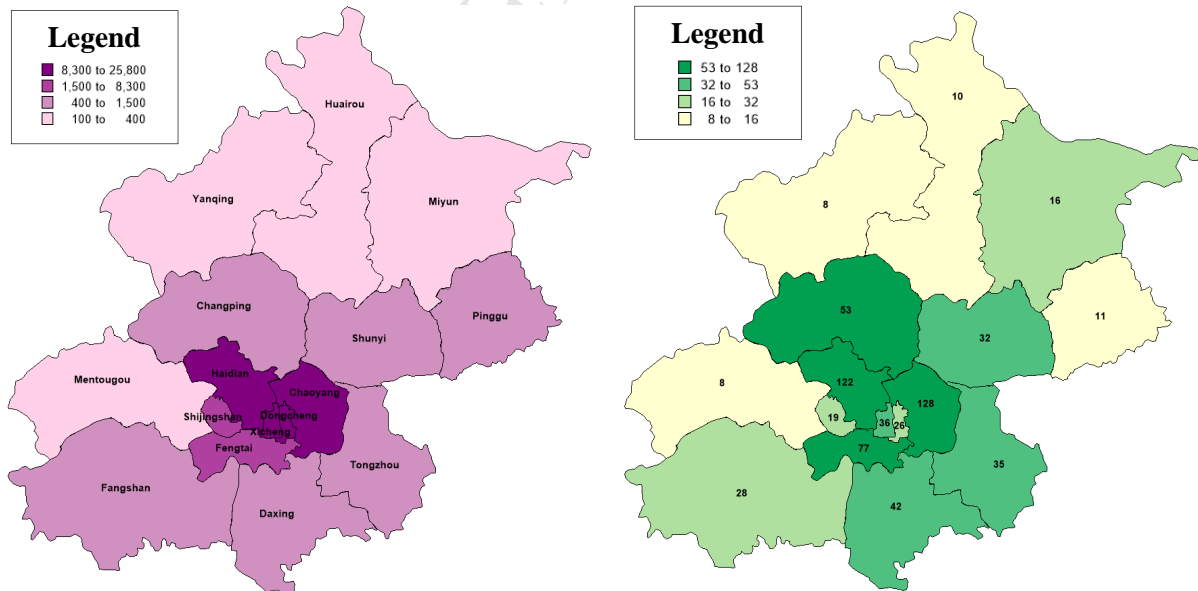 Legend
8,300 to 25,800
1,500 to 8,300
400 to 1,500
100 to 400
Huairou
Yanqing
Miyun
Changping
Pinggu
Shunyi
Mentougou
Haidian
Chaoyang
Shijingshan
Dongcheng
Xicheng
Fengtai
Tongzhou
Fangshan
Daxing
Legend
53 to 128
32 to 53
16 to 32
8 to 16
10
8
16
53
11
32
8
122
128
19
36
26
77
35
28
42